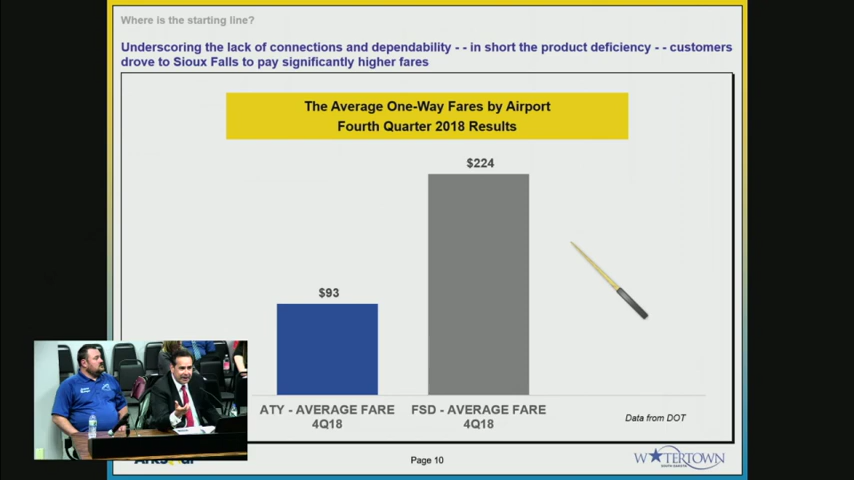 Where is the starting line?
Underscoring the lack of connections and dependability - - in short the product deficiency - - customers
drove to Sioux Falls to pay significantly higher fares
The Average One-Way Fares by Airport
Fourth Quarter 2018 Results
$224
$93
ATY - AVERAGE FARE
4Q18
FSD - AVERAGE FARE
4Q18
Data from DOT
Page 10
WATERTOWN
SOUTH DAKOTA